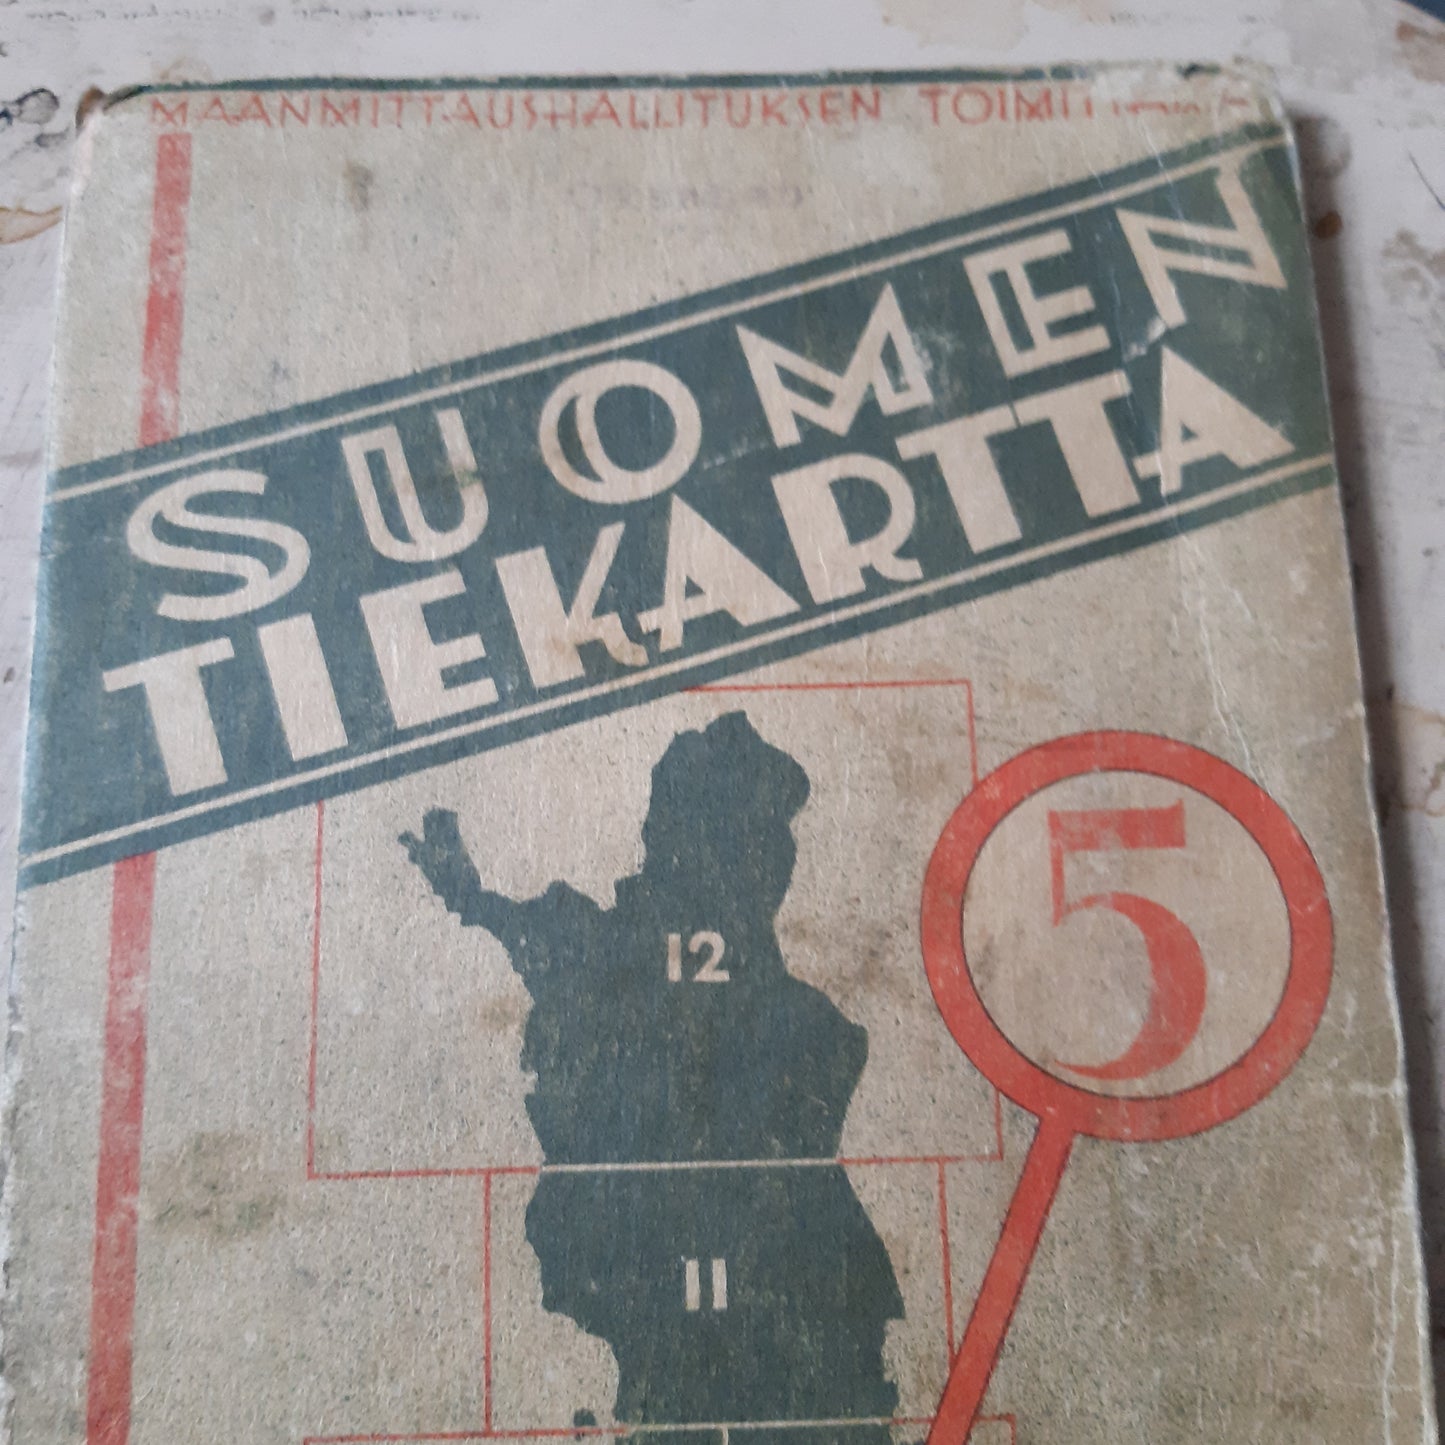 MAANMITTAUSHALLITUKSEN
SUOMEN
TIEKARTTA
5
12
11